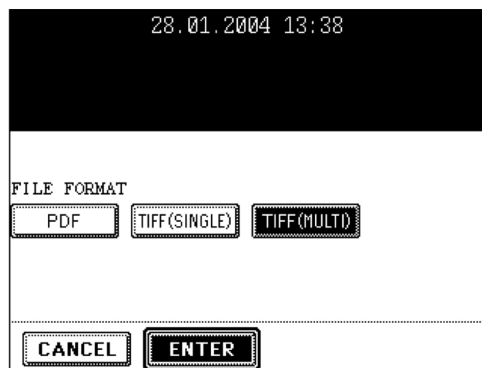 28.01.2004 13:38
FILE FORMAT
PDF TIFF(SINGLE) TIFF(MULTI)
CANCEL ENTER